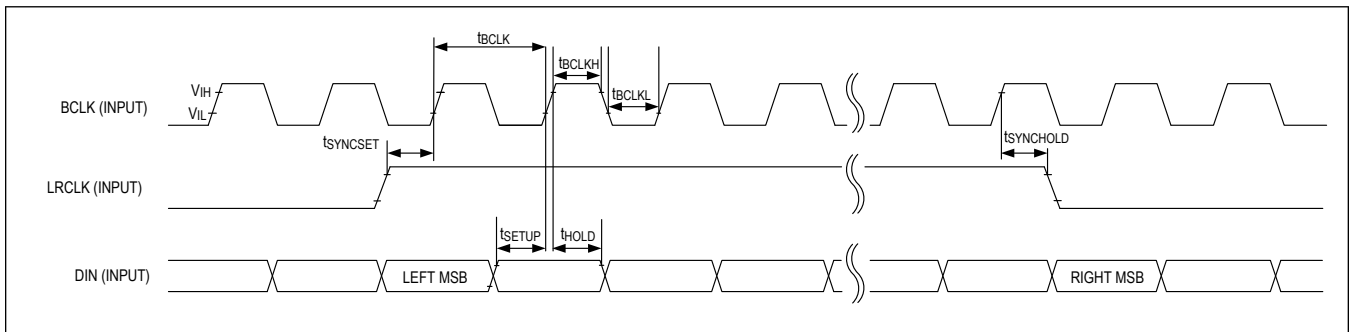 tBCLK
tBCLKH
tBCLKL
VIH
VIL
BCLK (INPUT)
tSYNCSET
tSYNCHOLD
LRCLK (INPUT)
tSETUP
tHOLD
DIN (INPUT)
LEFT MSB
RIGHT MSB